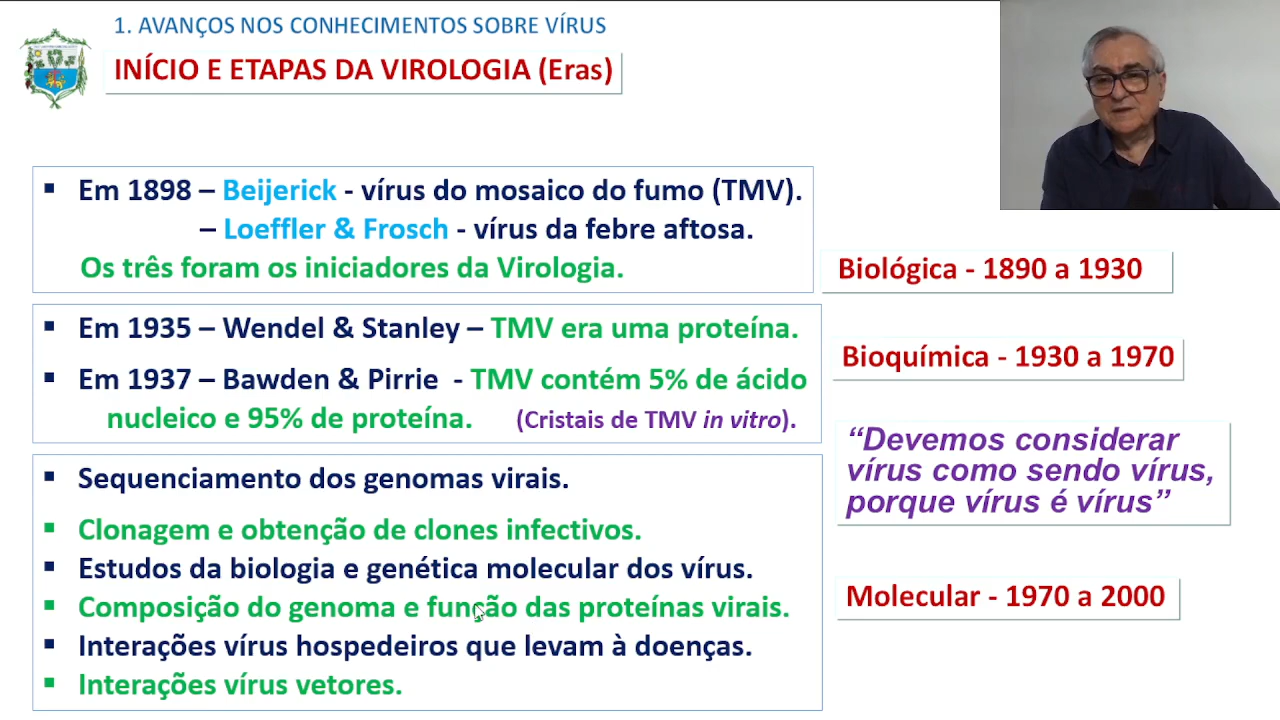 1. AVANÇOS NOS CONHECIMENTOS SOBRE VÍRUS
INÍCIO E ETAPAS DA VIROLOGIA (Eras)
▪ Em 1898 – Beijerick - vírus do mosaico do fumo (TMV).
– Loeffler & Frosch - vírus da febre aftosa.
Os três foram os iniciadores da Virologia.
Biológica - 1890 a 1930
▪ Em 1935 – Wendel & Stanley – TMV era uma proteína.
▪ Em 1937 – Bawden & Pirrie - TMV contém 5% de ácido
nucleico e 95% de proteína. (Cristais de TMV in vitro).
Bioquímica - 1930 a 1970
“Devemos considerar
vírus como sendo vírus,
porque vírus é vírus”
▪ Sequenciamento dos genomas virais.
▪ Clonagem e obtenção de clones infectivos.
▪ Estudos da biologia e genética molecular dos vírus.
▪ Composição do genoma e função das proteínas virais.
▪ Interações vírus hospedeiros que levam à doenças.
▪ Interações vírus vetores.
Molecular - 1970 a 2000